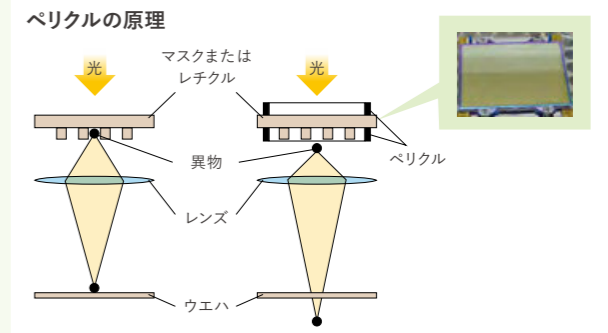 ペリクルの原理
光
マスクまたは
レチクル
光
異物
ペリクル
レンズ
ウエハ